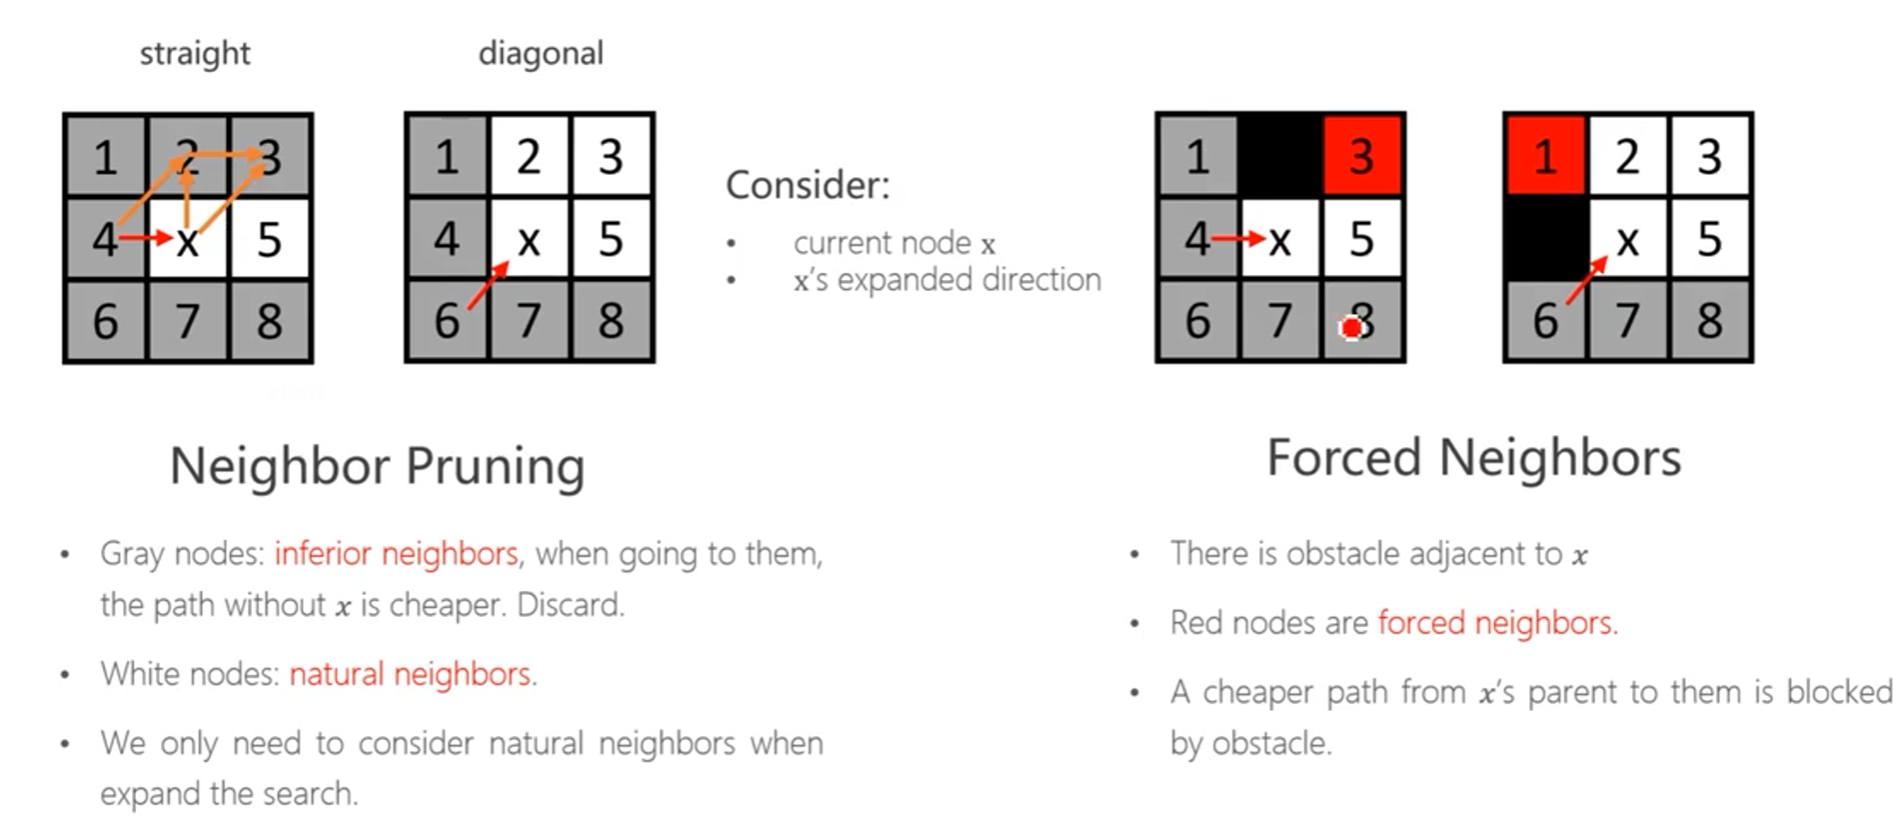 straight
diagonal
1 2 3
4 x 5
6 7 8
1 2 3
4 x 5
6 7 8
Consider:
• current node x
• x's expanded direction
1 3
4 x 5
6 7 8
1 2 3
x 5
6 7 8
Neighbor Pruning
• Gray nodes: inferior neighbors, when going to them,
the path without x is cheaper. Discard.
• White nodes: natural neighbors.
• We only need to consider natural neighbors when
expand the search.
Forced Neighbors
• There is obstacle adjacent to x
• Red nodes are forced neighbors.
• A cheaper path from x's parent to them is blocked
by obstacle.